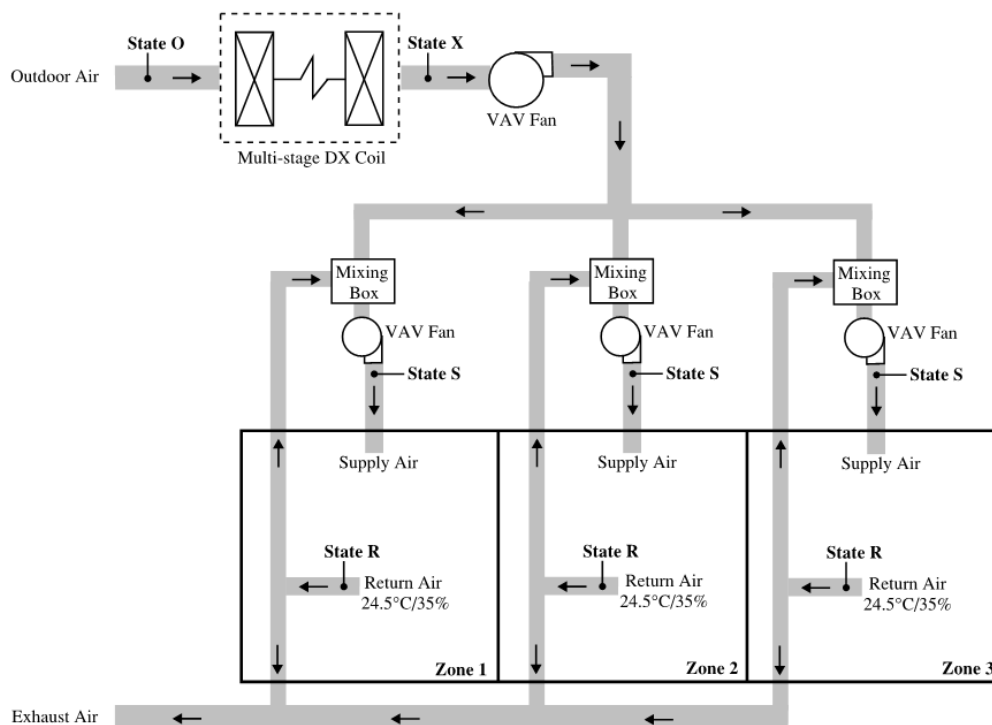 State O
State X
Outdoor Air
VAV Fan
Multi-stage DX Coil
Mixing
Box
Mixing
Box
Mixing
Box
VAV Fan
VAV Fan
VAV Fan
State S
State S
State S
Supply Air
Supply Air
Supply Air
State R
State R
State R
Return Air
24.5°C/35%
Return Air
24.5°C/35%
Return Air
24.5°C/35%
Zone 1
Zone 2
Zone 3
Exhaust Air